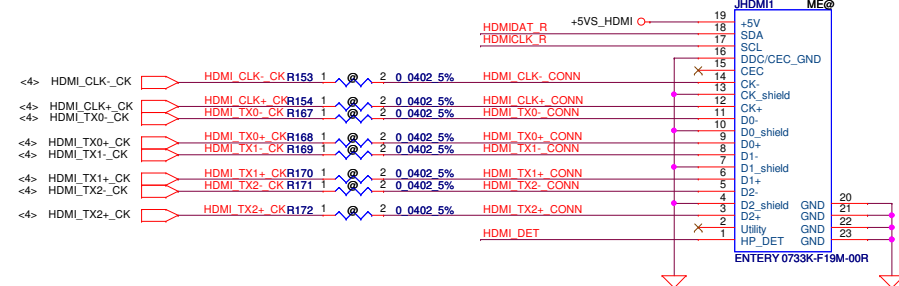 JHDMI1 ME@
+5VS_HDMI 19 +5V
HDMIDAT_R 18 SDA
HDMICLK_R 17 SCL
16 DDC/CEC_GND
15 CEC
<4> HDMI_CLK-_CK HDMI_CLK-_CK R153 1 @ 2 0_0402_5% HDMI_CLK-_CONN 14 CK-
13 CK_shield
<4> HDMI_CLK+_CK HDMI_CLK+_CK R154 1 @ 2 0_0402_5% HDMI_CLK+_CONN 12 CK+
<4> HDMI_TX0-_CK HDMI_TX0-_CK R167 1 @ 2 0_0402_5% HDMI_TX0-_CONN 11 D0-
10 D0_shield
<4> HDMI_TX0+_CK HDMI_TX0+_CK R168 1 @ 2 0_0402_5% HDMI_TX0+_CONN 9 D0+
<4> HDMI_TX1-_CK HDMI_TX1-_CK R169 1 @ 2 0_0402_5% HDMI_TX1-_CONN 8 D1-
7 D1_shield
<4> HDMI_TX1+_CK HDMI_TX1+_CK R170 1 @ 2 0_0402_5% HDMI_TX1+_CONN 6 D1+
<4> HDMI_TX2-_CK HDMI_TX2-_CK R171 1 @ 2 0_0402_5% HDMI_TX2-_CONN 5 D2-
4 D2_shield GND 20
<4> HDMI_TX2+_CK HDMI_TX2+_CK R172 1 @ 2 0_0402_5% HDMI_TX2+_CONN 3 D2+ GND 21
2 Utility GND 22
HDMI_DET 1 HP_DET GND 23
ENTERY 0733K-F19M-00R